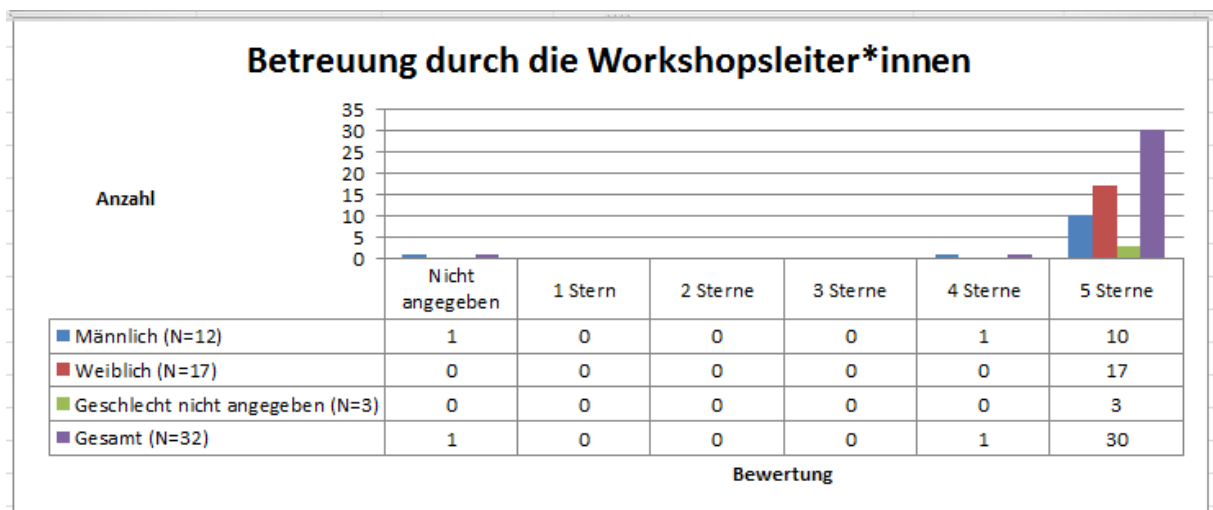 Betreuung durch die Workshopsleiter*innen
35
30
25
20
15
10
5
0
Anzahl
Nicht angegeben 1 Stern 2 Sterne 3 Sterne 4 Sterne 5 Sterne
Männlich (N=12) 1 0 0 0 1 10
Weiblich (N=17) 0 0 0 0 0 17
Geschlecht nicht angegeben (N=3) 0 0 0 0 0 3
Gesamt (N=32) 1 0 0 0 1 30
Bewertung